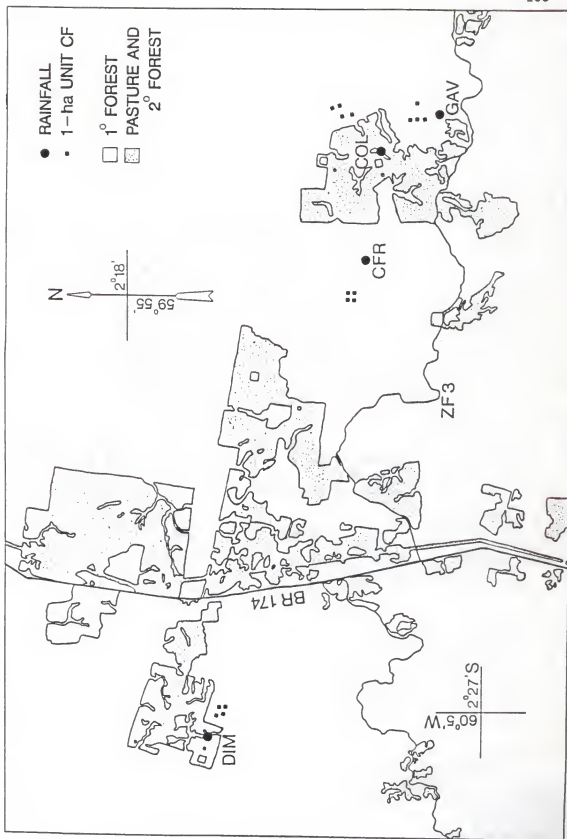 RAINFALL
1-ha UNIT CF
1° FOREST
PASTURE AND
2° FOREST
N
2°18'
59°55'
GAV
COL
CFR
ZF3
BR 174
DIM
60°5'W
2°27'S